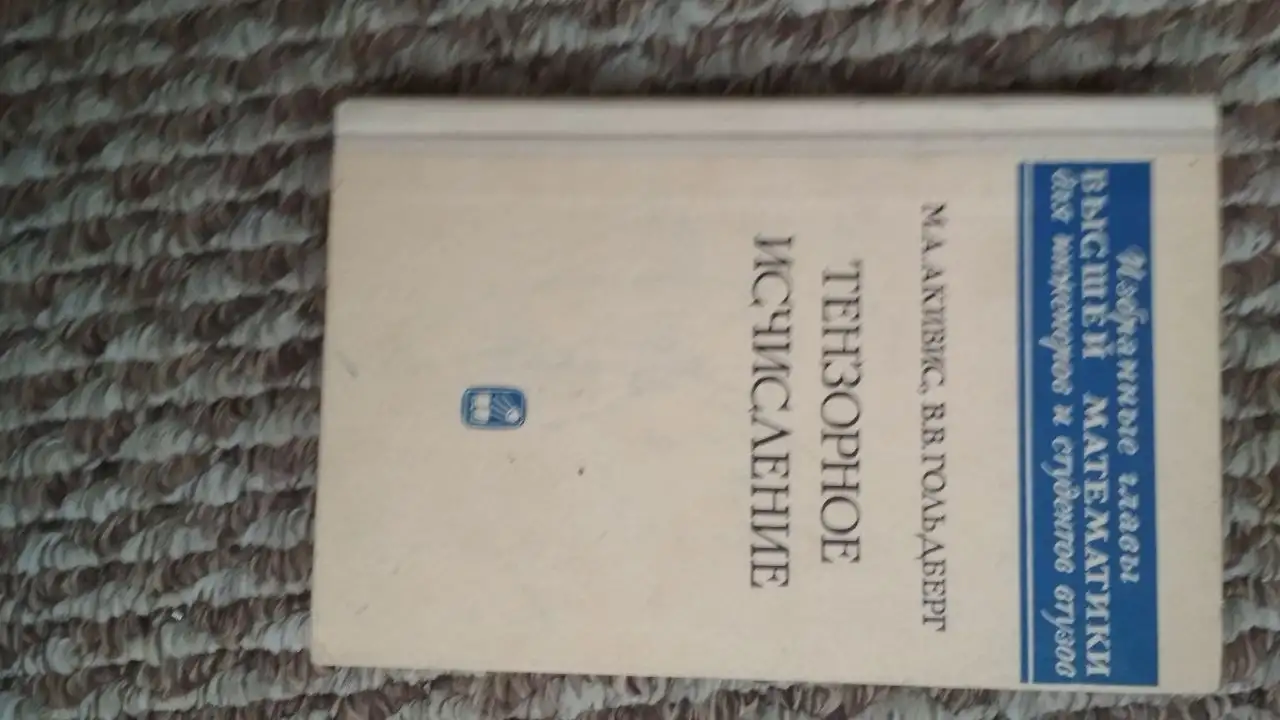 Избранные главы
ВЫСШЕЙ МАТЕМАТИКИ
для инженеров и студентов втузов
М.А.АКИВИС, В.В.ГОЛЬДБЕРГ
ТЕНЗОРНОЕ
ИСЧИСЛЕНИЕ